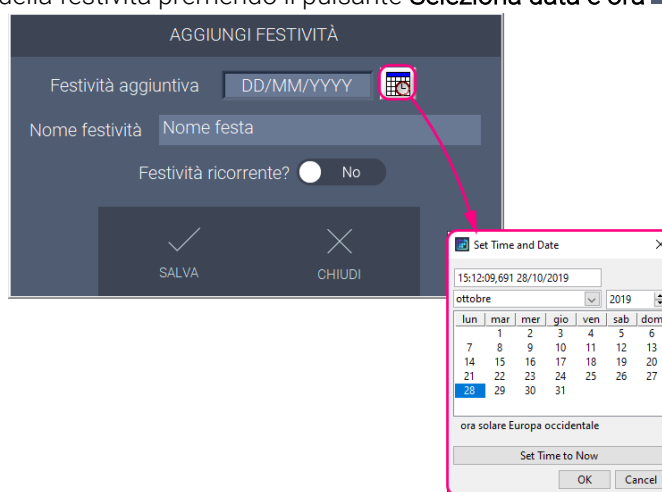 della festività premendo il pulsante Seleziona data e ora
AGGIUNGI FESTIVITÀ
Festività aggiuntiva DD/MM/YYYY
Nome festività Nome festa
Festività ricorrente? No
SALVA CHIUDI
Set Time and Date
15:12:09,691 28/10/2019
ottobre 2019
lun mar mer gio ven sab dom
1 2 3 4 5 6
7 8 9 10 11 12 13
14 15 16 17 18 19 20
21 22 23 24 25 26 27
28 29 30 31
ora solare Europa occidentale
Set Time to Now
OK Cancel